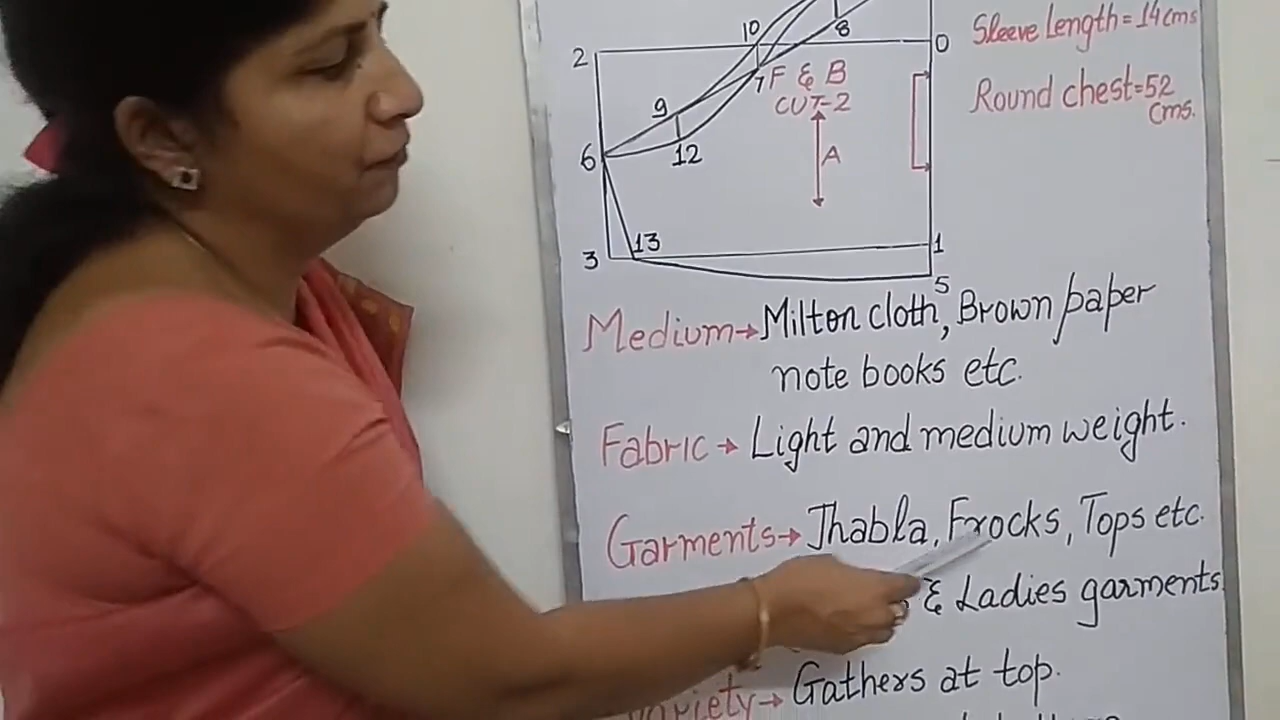 Sleeve Length = 14 cms
10
8
2
0
7 F & B
CUT-2
Round chest = 52
cms.
9
12
6
A
13
3
1
5
Medium → Milton cloth, Brown paper
note books etc.
Fabric → Light and medium weight.
Garments → Jhabla, Frocks, Tops etc.
& Ladies garments
Variety → Gathers at top.